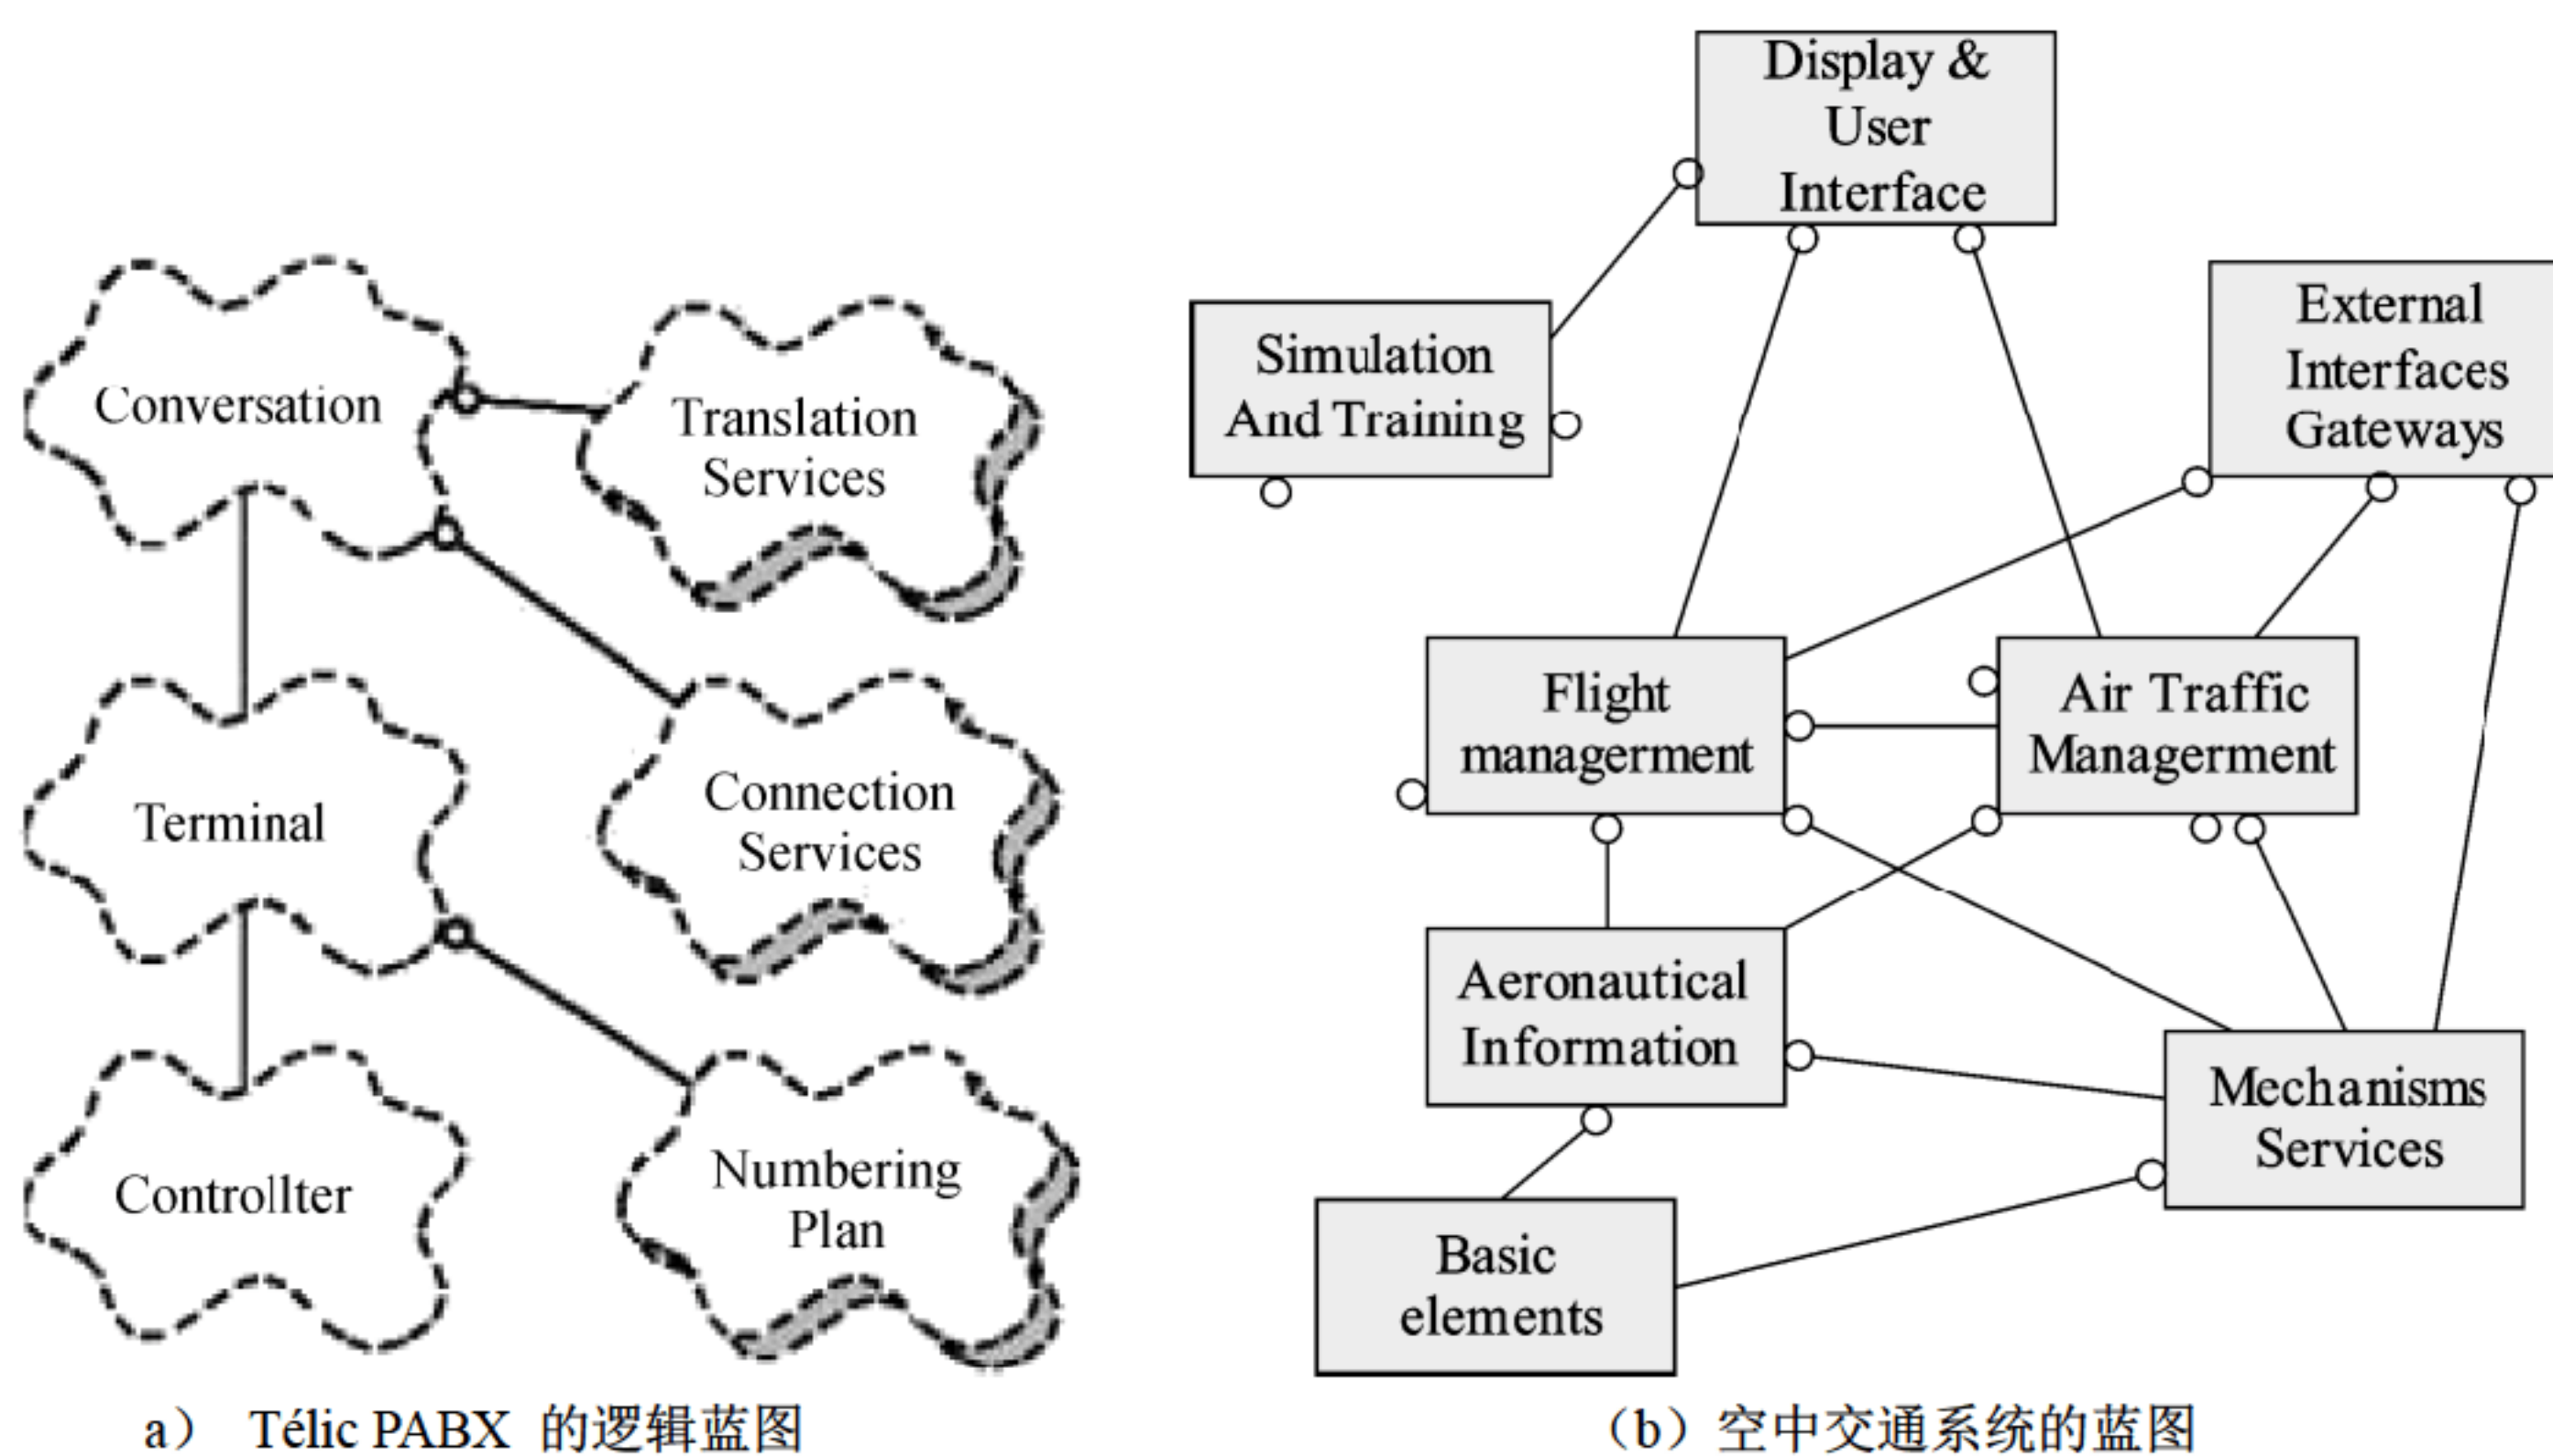 Conversation
Translation
Services
Terminal
Connection
Services
Controllter
Numbering
Plan
a） Télic PABX 的逻辑蓝图
Display &
User
Interface
Simulation
And Training
External
Interfaces
Gateways
Flight
managerment
Air Traffic
Managerment
Aeronautical
Information
Mechanisms
Services
Basic
elements
（b）空中交通系统的蓝图